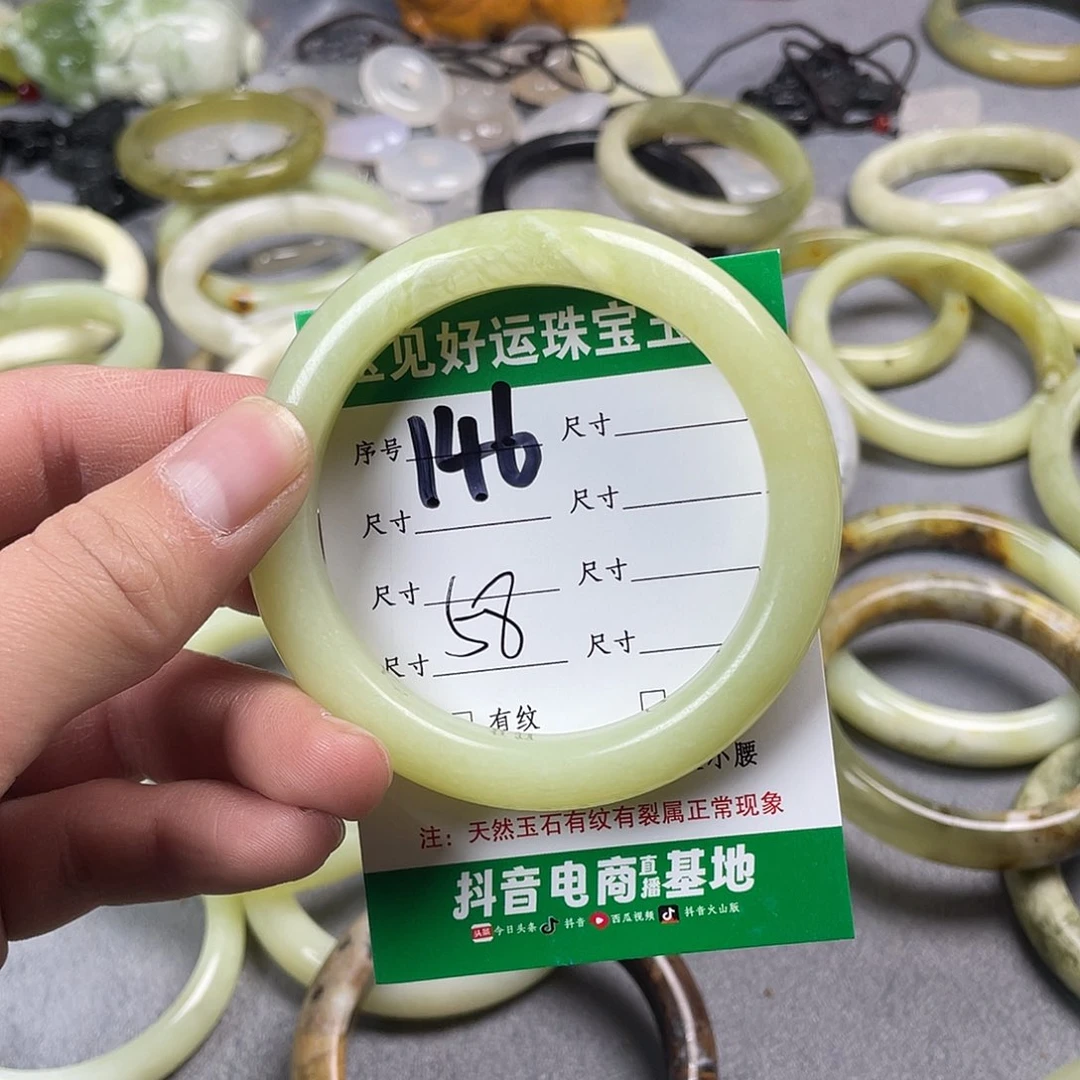 见好运珠宝玉
序号 146 尺寸
尺寸 尺寸
尺寸 58 尺寸
尺寸 尺寸
有纹
小腰
注：天然玉石有纹有裂属正常现象
抖音电商直播基地
头条 今日头条 抖音 西瓜视频 抖音火山版